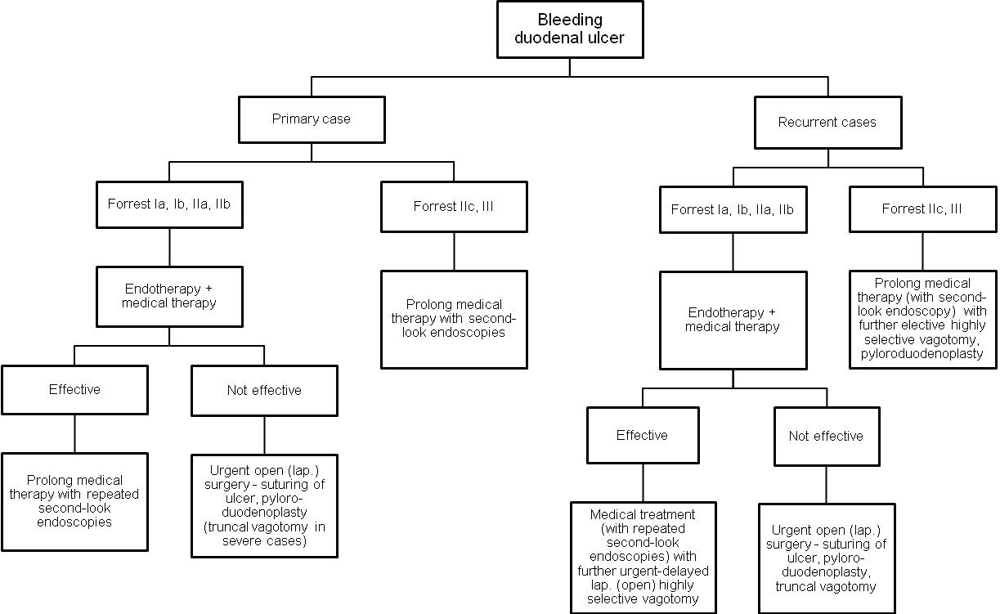 Bleeding
duodenal ulcer
Primary case
Recurrent cases
Forrest Ia, Ib, IIa, IIb
Forrest IIc, III
Forrest Ia, Ib, IIa, IIb
Forrest IIc, III
Endotherapy +
medical therapy
Prolong medical
therapy with second-
look endoscopies
Endotherapy +
medical therapy
Prolong medical
therapy (with second-
look endoscopy) with
further elective highly
selective vagotomy,
pyloroduodenoplasty
Effective
Not effective
Effective
Not effective
Prolong medical
therapy with repeated
second-look
endoscopies
Urgent open (lap.)
surgery - suturing of
ulcer, pyloro-
duodenoplasty
(truncal vagotomy in
severe cases)
Medical treatment
(with repeated
second-look
endoscopies) with
further urgent-delayed
lap. (open) highly
selective vagotomy
Urgent open (lap.)
surgery - suturing of
ulcer, pyloro-
duodenoplasty,
truncal vagotomy